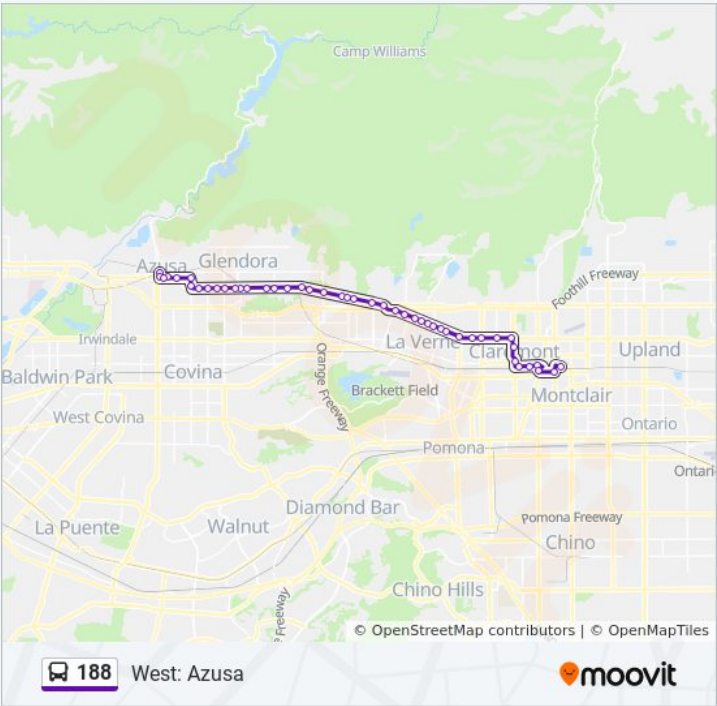 Camp Williams
Azusa
Glendora
Foothill Freeway
Irwindale
La Verne
Claremont
Upland
Baldwin Park
Covina
Orange Freeway
Brackett Field
Montclair
West Covina
Ontario
Pomona
Ontari
Diamond Bar
La Puente
Walnut
Pomona Freeway
Chino
Chino Hills
e Freeway
© OpenStreetMap contributors | © OpenMapTiles
188 West: Azusa
moovit